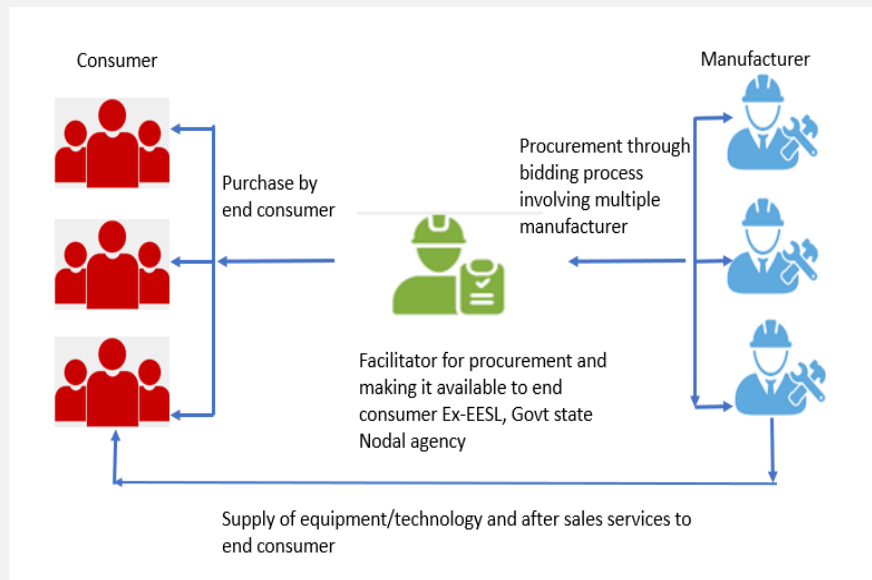 Consumer
Manufacturer
Purchase by
end consumer
Procurement through
bidding process
involving multiple
manufacturer
Facilitator for procurement and
making it available to end
consumer Ex-EESL, Govt state
Nodal agency
Supply of equipment/technology and after sales services to
end consumer